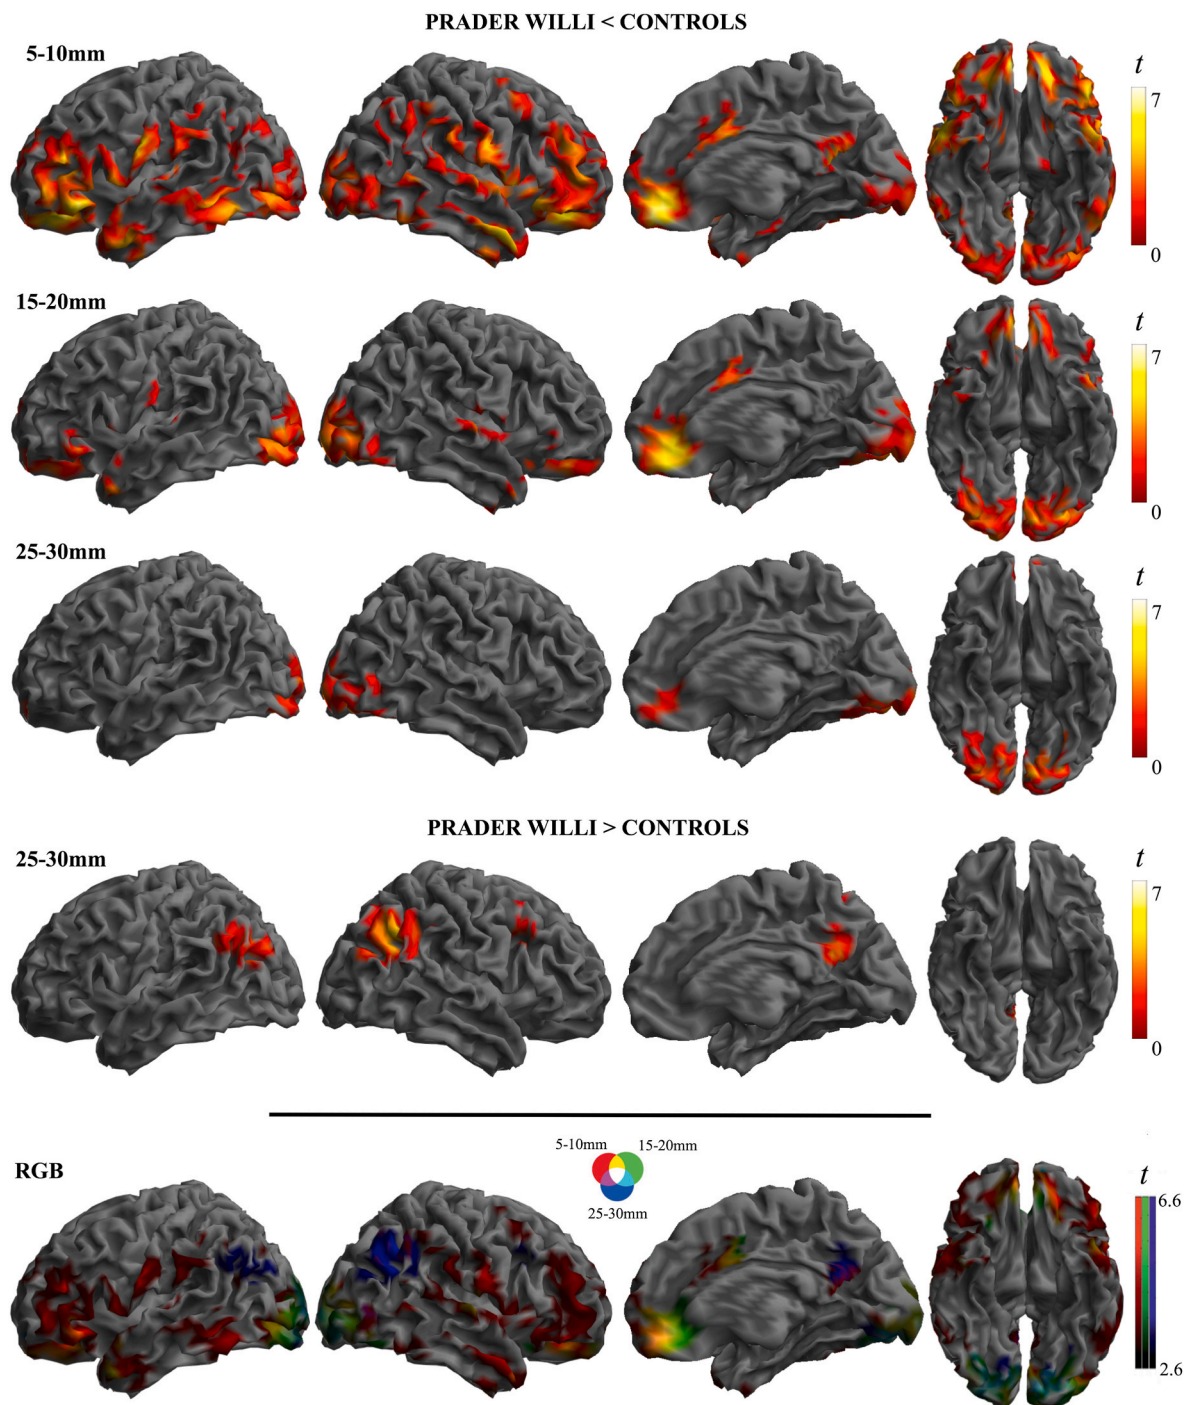 PRADER WILLI < CONTROLS
5-10mm
t
7
0
15-20mm
t
7
0
25-30mm
t
7
0
PRADER WILLI > CONTROLS
25-30mm
t
7
0
RGB
5-10mm 15-20mm
25-30mm
t
6.6
2.6